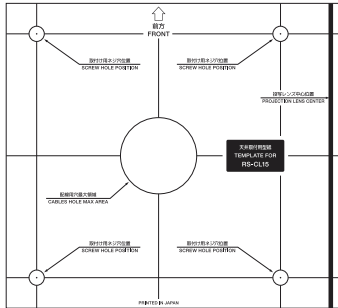 前方
FRONT
取付け用ネジ穴位置
SCREW HOLE POSITION
取付け用ネジ穴位置
SCREW HOLE POSITION
投写レンズ中心位置
PROJECTION LENS CENTER
天井取付用型紙
TEMPLATE FOR
RS-CL15
配線用穴最大領域
CABLES HOLE MAX AREA
取付け用ネジ穴位置
SCREW HOLE POSITION
取付け用ネジ穴位置
SCREW HOLE POSITION
PRINTED IN JAPAN